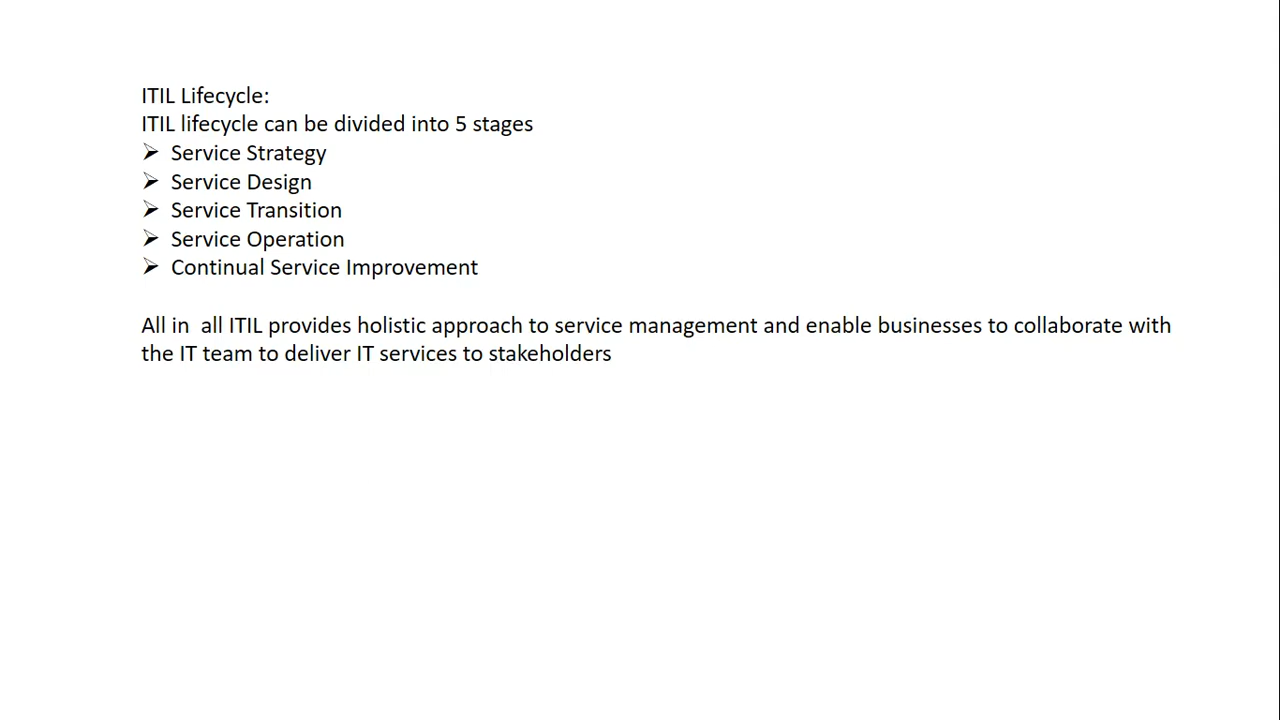 ITIL Lifecycle:
ITIL lifecycle can be divided into 5 stages
➢ Service Strategy
➢ Service Design
➢ Service Transition
➢ Service Operation
➢ Continual Service Improvement
All in  all ITIL provides holistic approach to service management and enable businesses to collaborate with
the IT team to deliver IT services to stakeholders